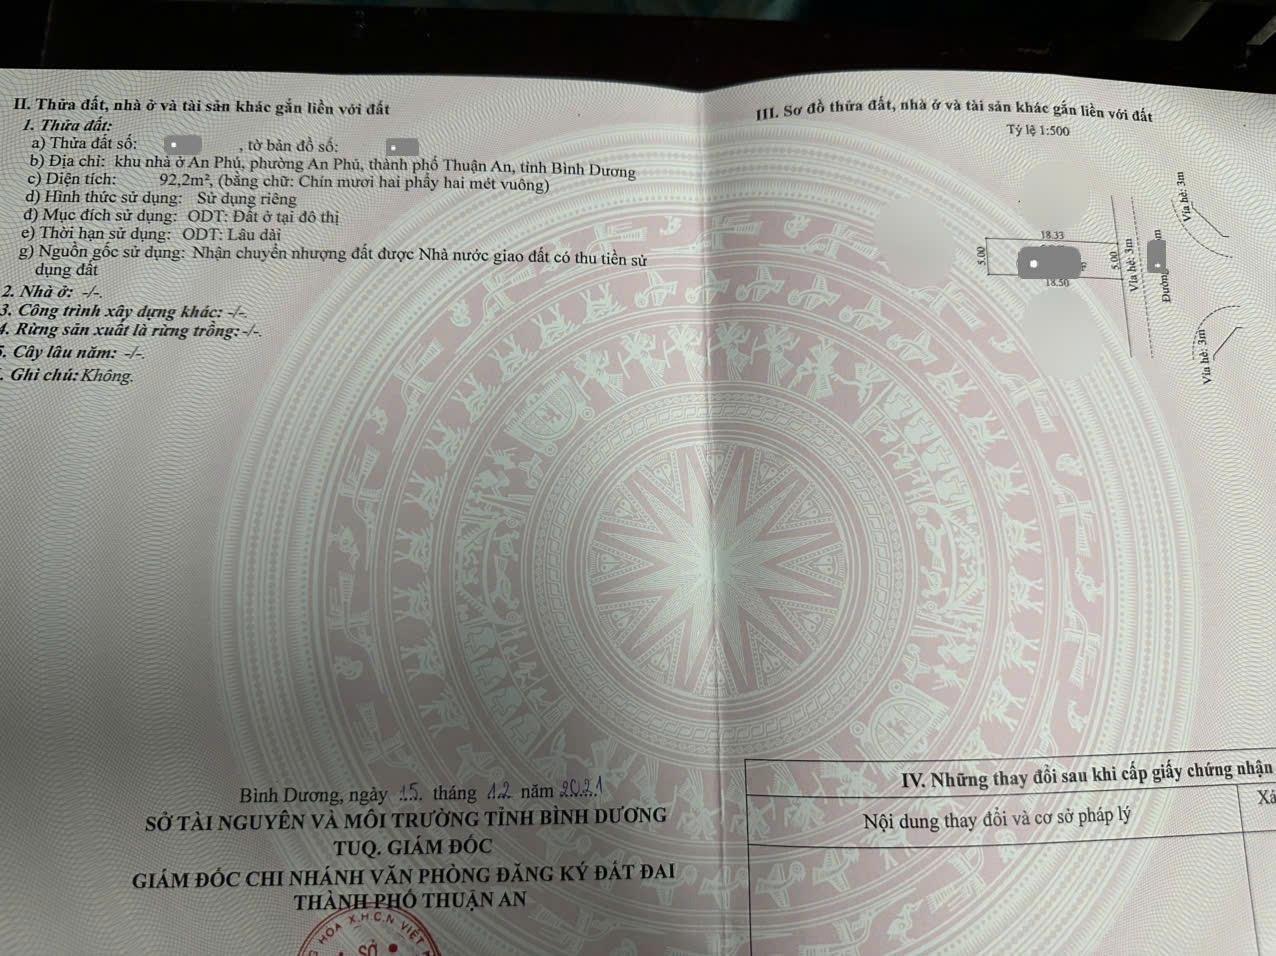 II. Thửa đất, nhà ở và tài sản khác gắn liền với đất
1. Thửa đất:
a) Thửa đất số: , tờ bản đồ số:
b) Địa chỉ: khu nhà ở An Phú, phường An Phú, thành phố Thuận An, tỉnh Bình Dương
c) Diện tích: 92,2m², (bằng chữ: Chín mươi hai phẩy hai mét vuông)
d) Hình thức sử dụng: Sử dụng riêng
đ) Mục đích sử dụng: ODT: Đất ở tại đô thị
e) Thời hạn sử dụng: ODT: Lâu dài
g) Nguồn gốc sử dụng: Nhận chuyển nhượng đất được Nhà nước giao đất có thu tiền sử
dụng đất
2. Nhà ở: -/-.
3. Công trình xây dựng khác: -/-.
4. Rừng sản xuất là rừng trồng: -/-.
5. Cây lâu năm: -/-.
. Ghi chú: Không.
Bình Dương, ngày 15 tháng 12 năm 2021
SỞ TÀI NGUYÊN VÀ MÔI TRƯỜNG TỈNH BÌNH DƯƠNG
TUQ. GIÁM ĐỐC
GIÁM ĐỐC CHI NHÁNH VĂN PHÒNG ĐĂNG KÝ ĐẤT ĐAI
THÀNH PHỐ THUẬN AN
HÒA X.H.C.N VIỆT
SỞ
III. Sơ đồ thửa đất, nhà ở và tài sản khác gắn liền với đất
Tỷ lệ 1:500
18.33
5.00
5.00
18.50
Vỉa hè: 3m
Đường m
Vỉa hè: 3m
Vỉa hè: 3m
IV. Những thay đổi sau khi cấp giấy chứng nhận
Nội dung thay đổi và cơ sở pháp lý
Xá